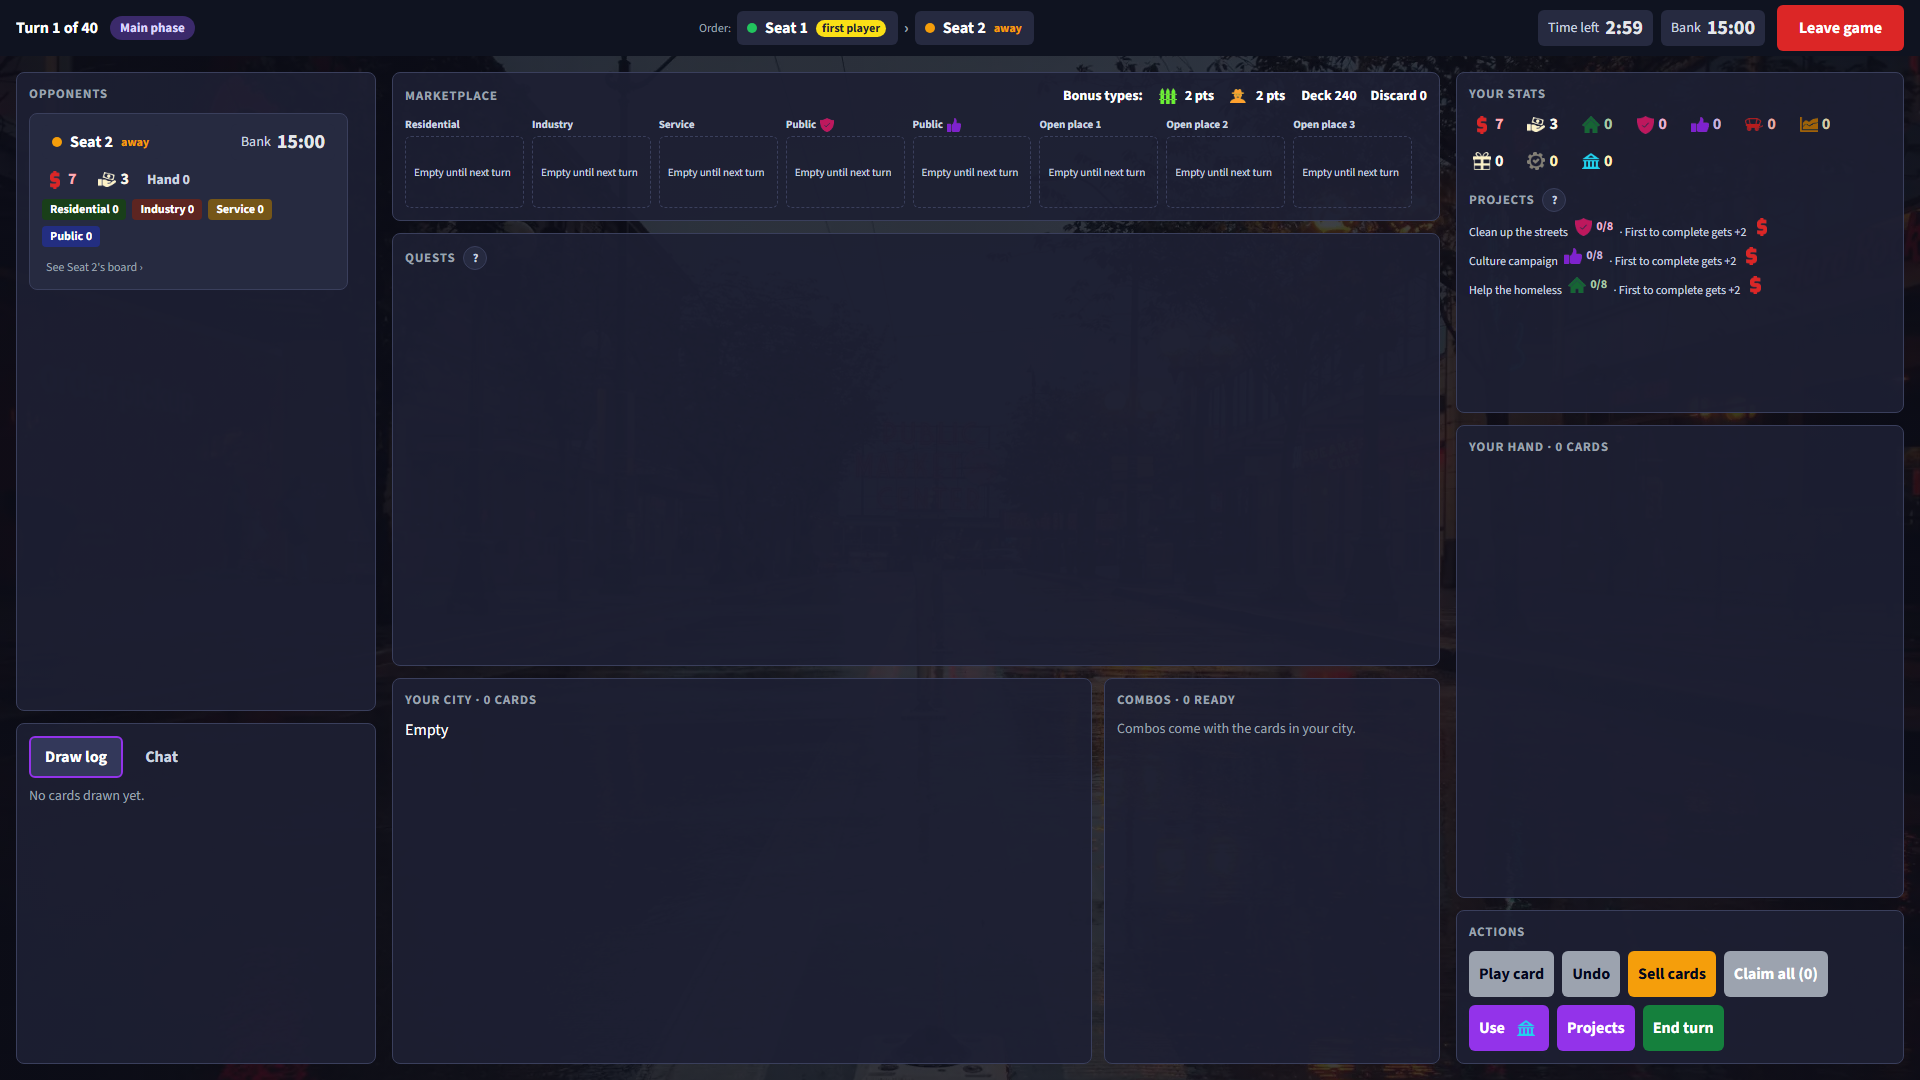 Turn 1 of 40 Main phase
Order: Seat 1 first player › Seat 2 away
Time left 2:59 Bank 15:00 Leave game
OPPONENTS
Seat 2 away Bank 15:00
7 3 Hand 0
Residential 0 Industry 0 Service 0
Public 0
See Seat 2's board ›
Draw log Chat
No cards drawn yet.
MARKETPLACE
Bonus types: 2 pts 2 pts Deck 240 Discard 0
Residential Industry Service Public Public Open place 1 Open place 2 Open place 3
Empty until next turn Empty until next turn Empty until next turn Empty until next turn Empty until next turn Empty until next turn Empty until next turn Empty until next turn
QUESTS ?
YOUR CITY · 0 CARDS
Empty
COMBOS · 0 READY
Combos come with the cards in your city.
YOUR STATS
7 3 0 0 0 0 0
0 0 0
PROJECTS ?
Clean up the streets 0/8 · First to complete gets +2
Culture campaign 0/8 · First to complete gets +2
Help the homeless 0/8 · First to complete gets +2
YOUR HAND · 0 CARDS
ACTIONS
Play card Undo Sell cards Claim all (0)
Use Projects End turn